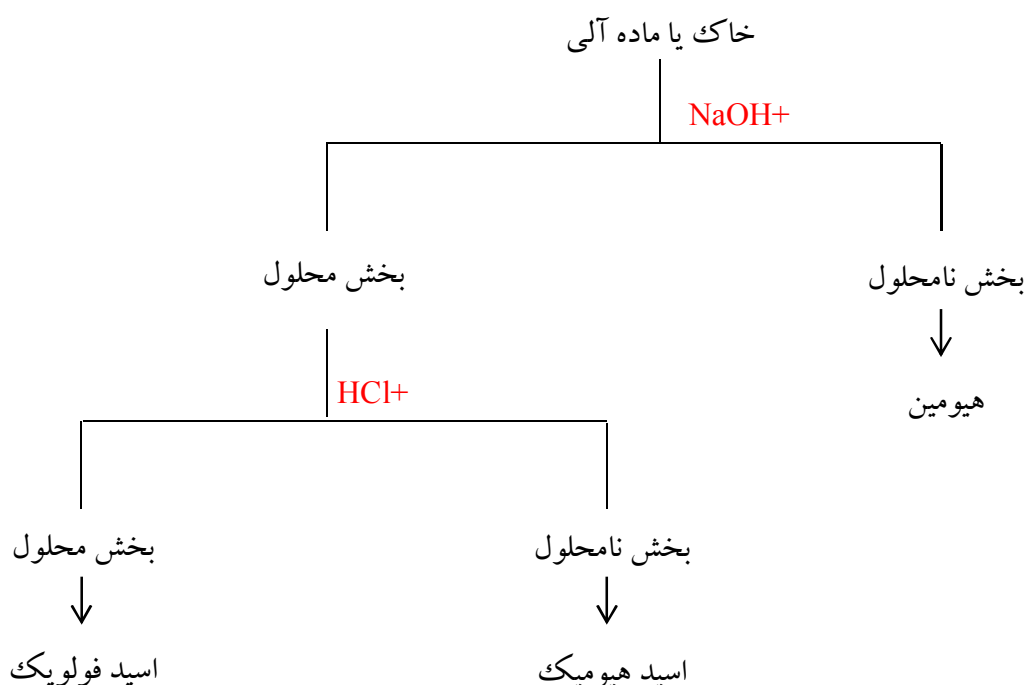 خاک یا ماده آلی
NaOH+
بخش نامحلول
بخش محلول
هیومین
HCl+
بخش نامحلول
بخش محلول
اسید هیومیک
اسید فولویک